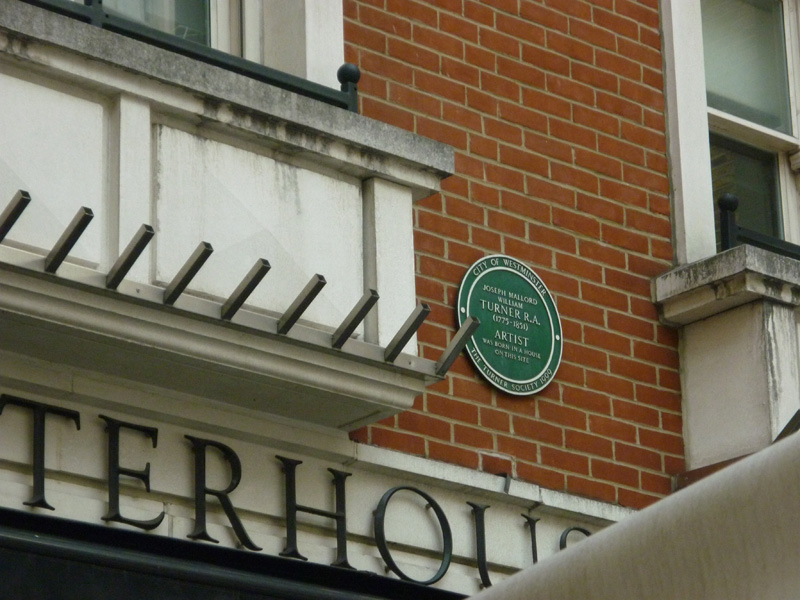 CITY OF WESTMINSTER
JOSEPH MALLORD
WILLIAM
TURNER R.A.
(1775-1851)
ARTIST
WAS BORN IN A HOUSE
ON THIS SITE
THE TURNER SOCIETY 1999
TERHOUS